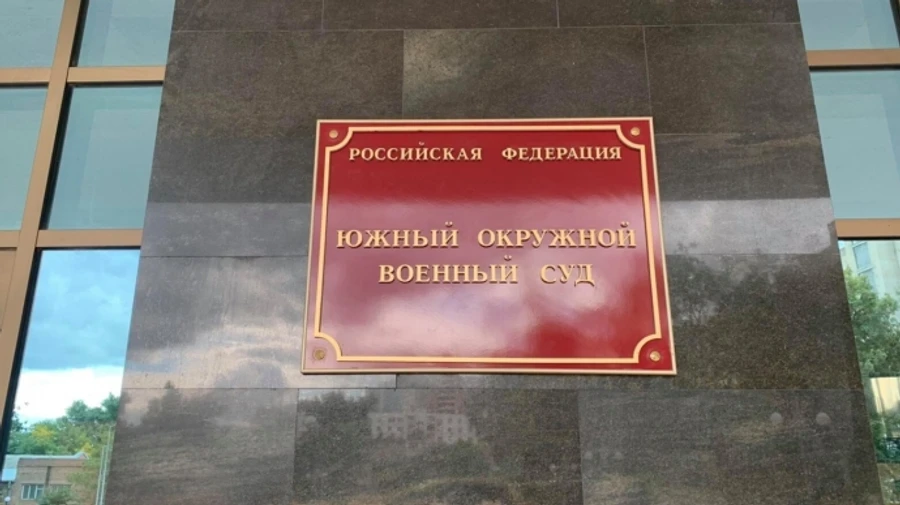 РОССИЙСКАЯ ФЕДЕРАЦИЯ
ЮЖНЫЙ ОКРУЖНОЙ
ВОЕННЫЙ СУД